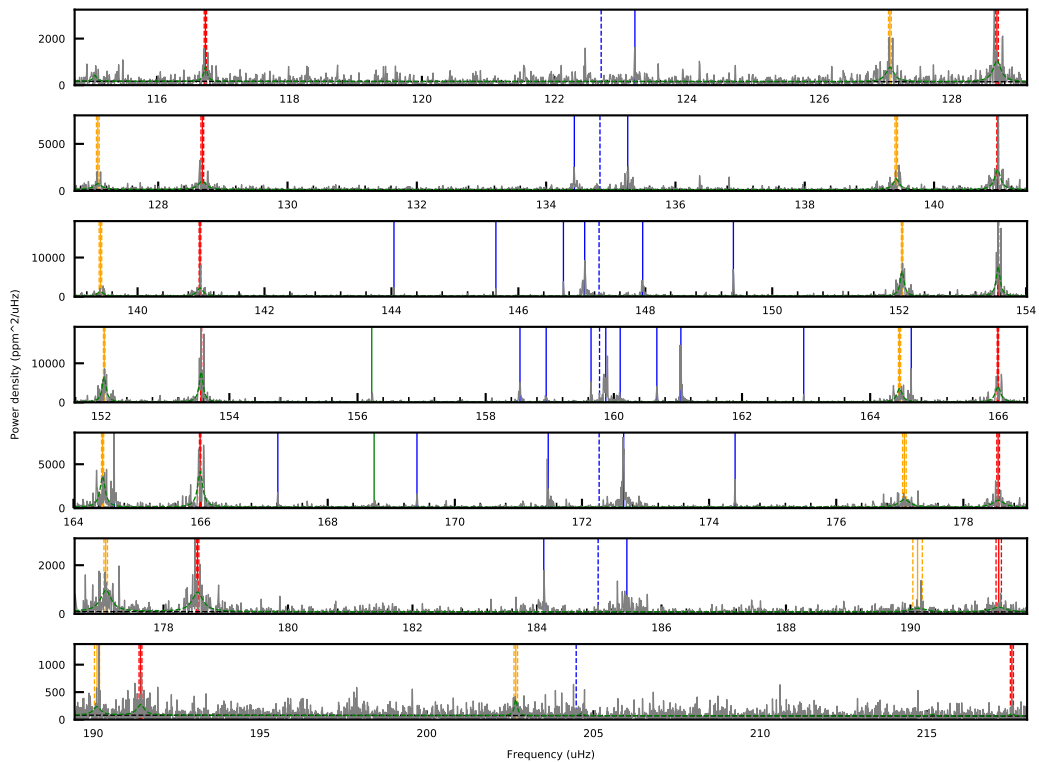 2000
0
116 118 120 122 124 126 128
5000
0
128 130 132 134 136 138 140
10000
0
140 142 144 146 148 150 152 154
10000
0
152 154 156 158 160 162 164 166
5000
0
164 166 168 170 172 174 176 178
2000
0
178 180 182 184 186 188 190
1000
500
0
190 195 200 205 210 215
Power density (ppm^2/uHz)
Frequency (uHz)